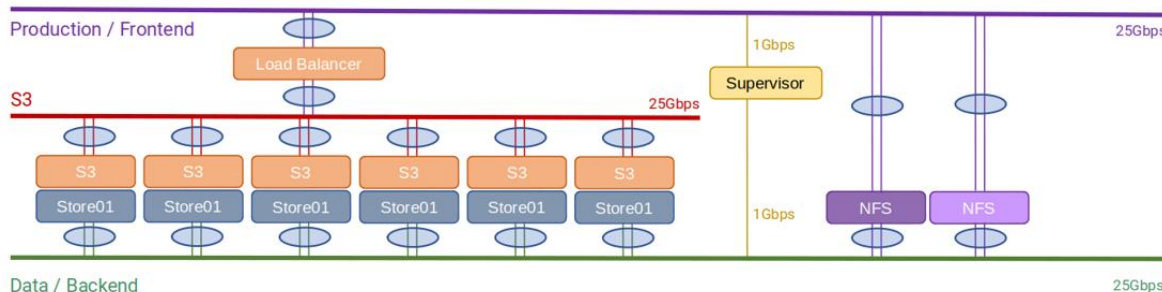 Production / Frontend
25Gbps
1Gbps
Load Balancer
Supervisor
S3
25Gbps
S3 S3 S3 S3 S3 S3
Store01 Store01 Store01 Store01 Store01 Store01
1Gbps
NFS NFS
Data / Backend
25Gbps